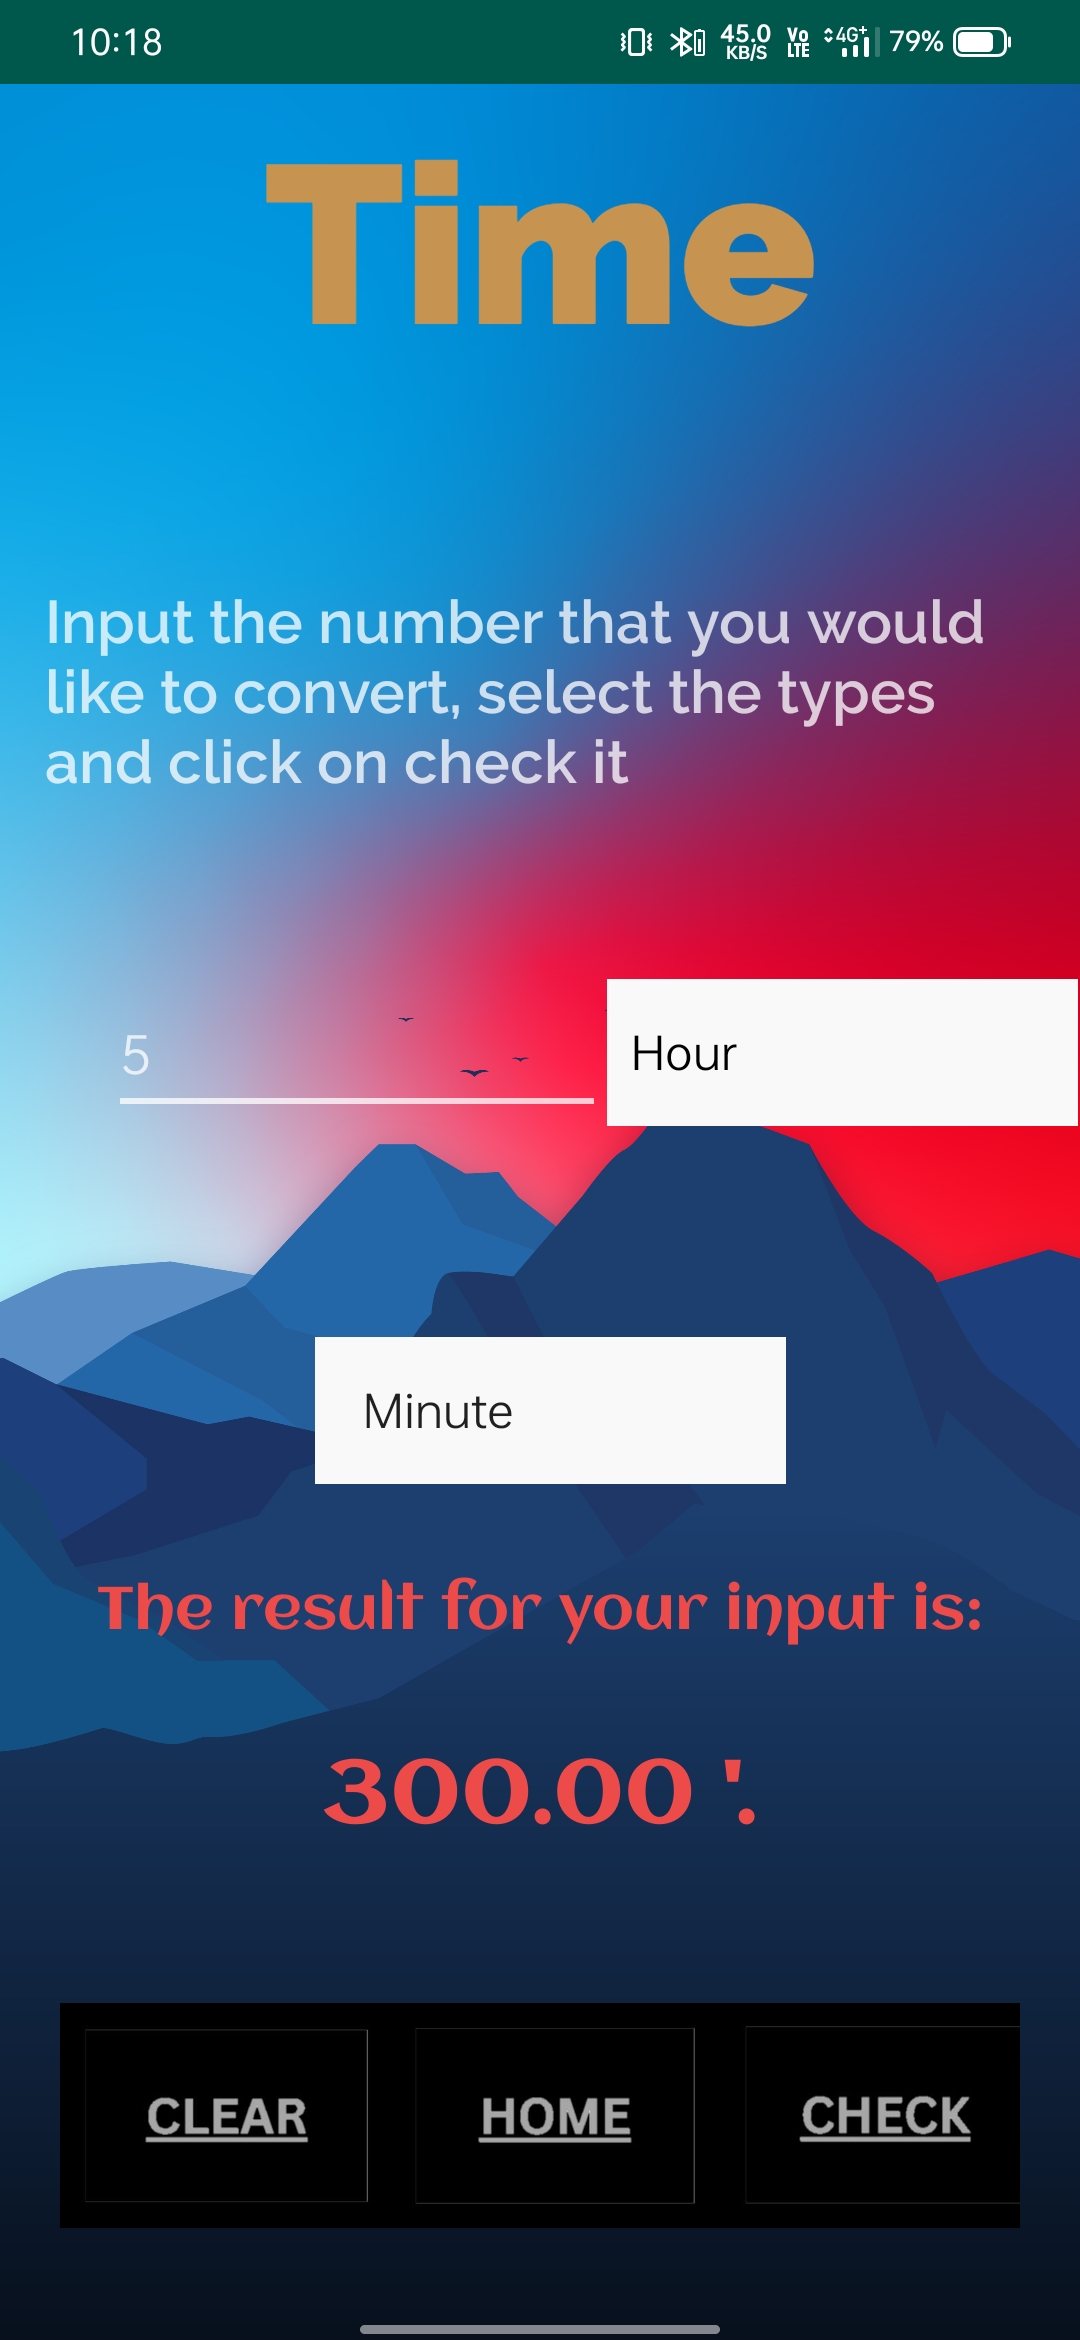 10:18
45.0
KB/S
Vo
LTE
4G+
79%
Time
Input the number that you would
like to convert, select the types
and click on check it
5
Hour
Minute
The result for your input is:
300.00 '.
CLEAR
HOME
CHECK